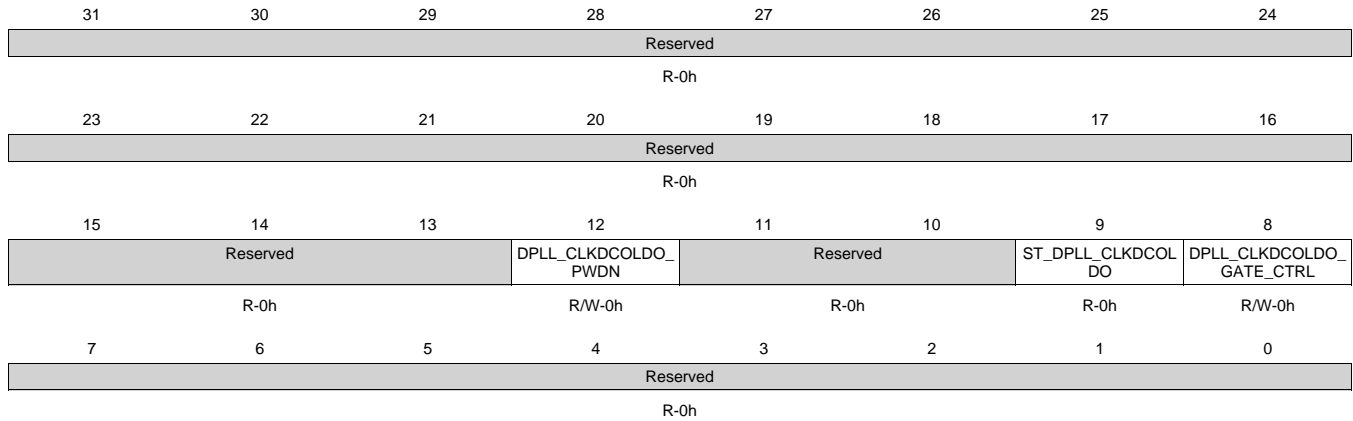 31 30 29 28 27 26 25 24
Reserved
R-0h
23 22 21 20 19 18 17 16
Reserved
R-0h
15 14 13 12 11 10 9 8
Reserved DPLL_CLKDCOLDO_ Reserved ST_DPLL_CLKDCOL DPLL_CLKDCOLDO_
PWDN DO GATE_CTRL
R-0h R/W-0h R-0h R-0h R/W-0h
7 6 5 4 3 2 1 0
Reserved
R-0h